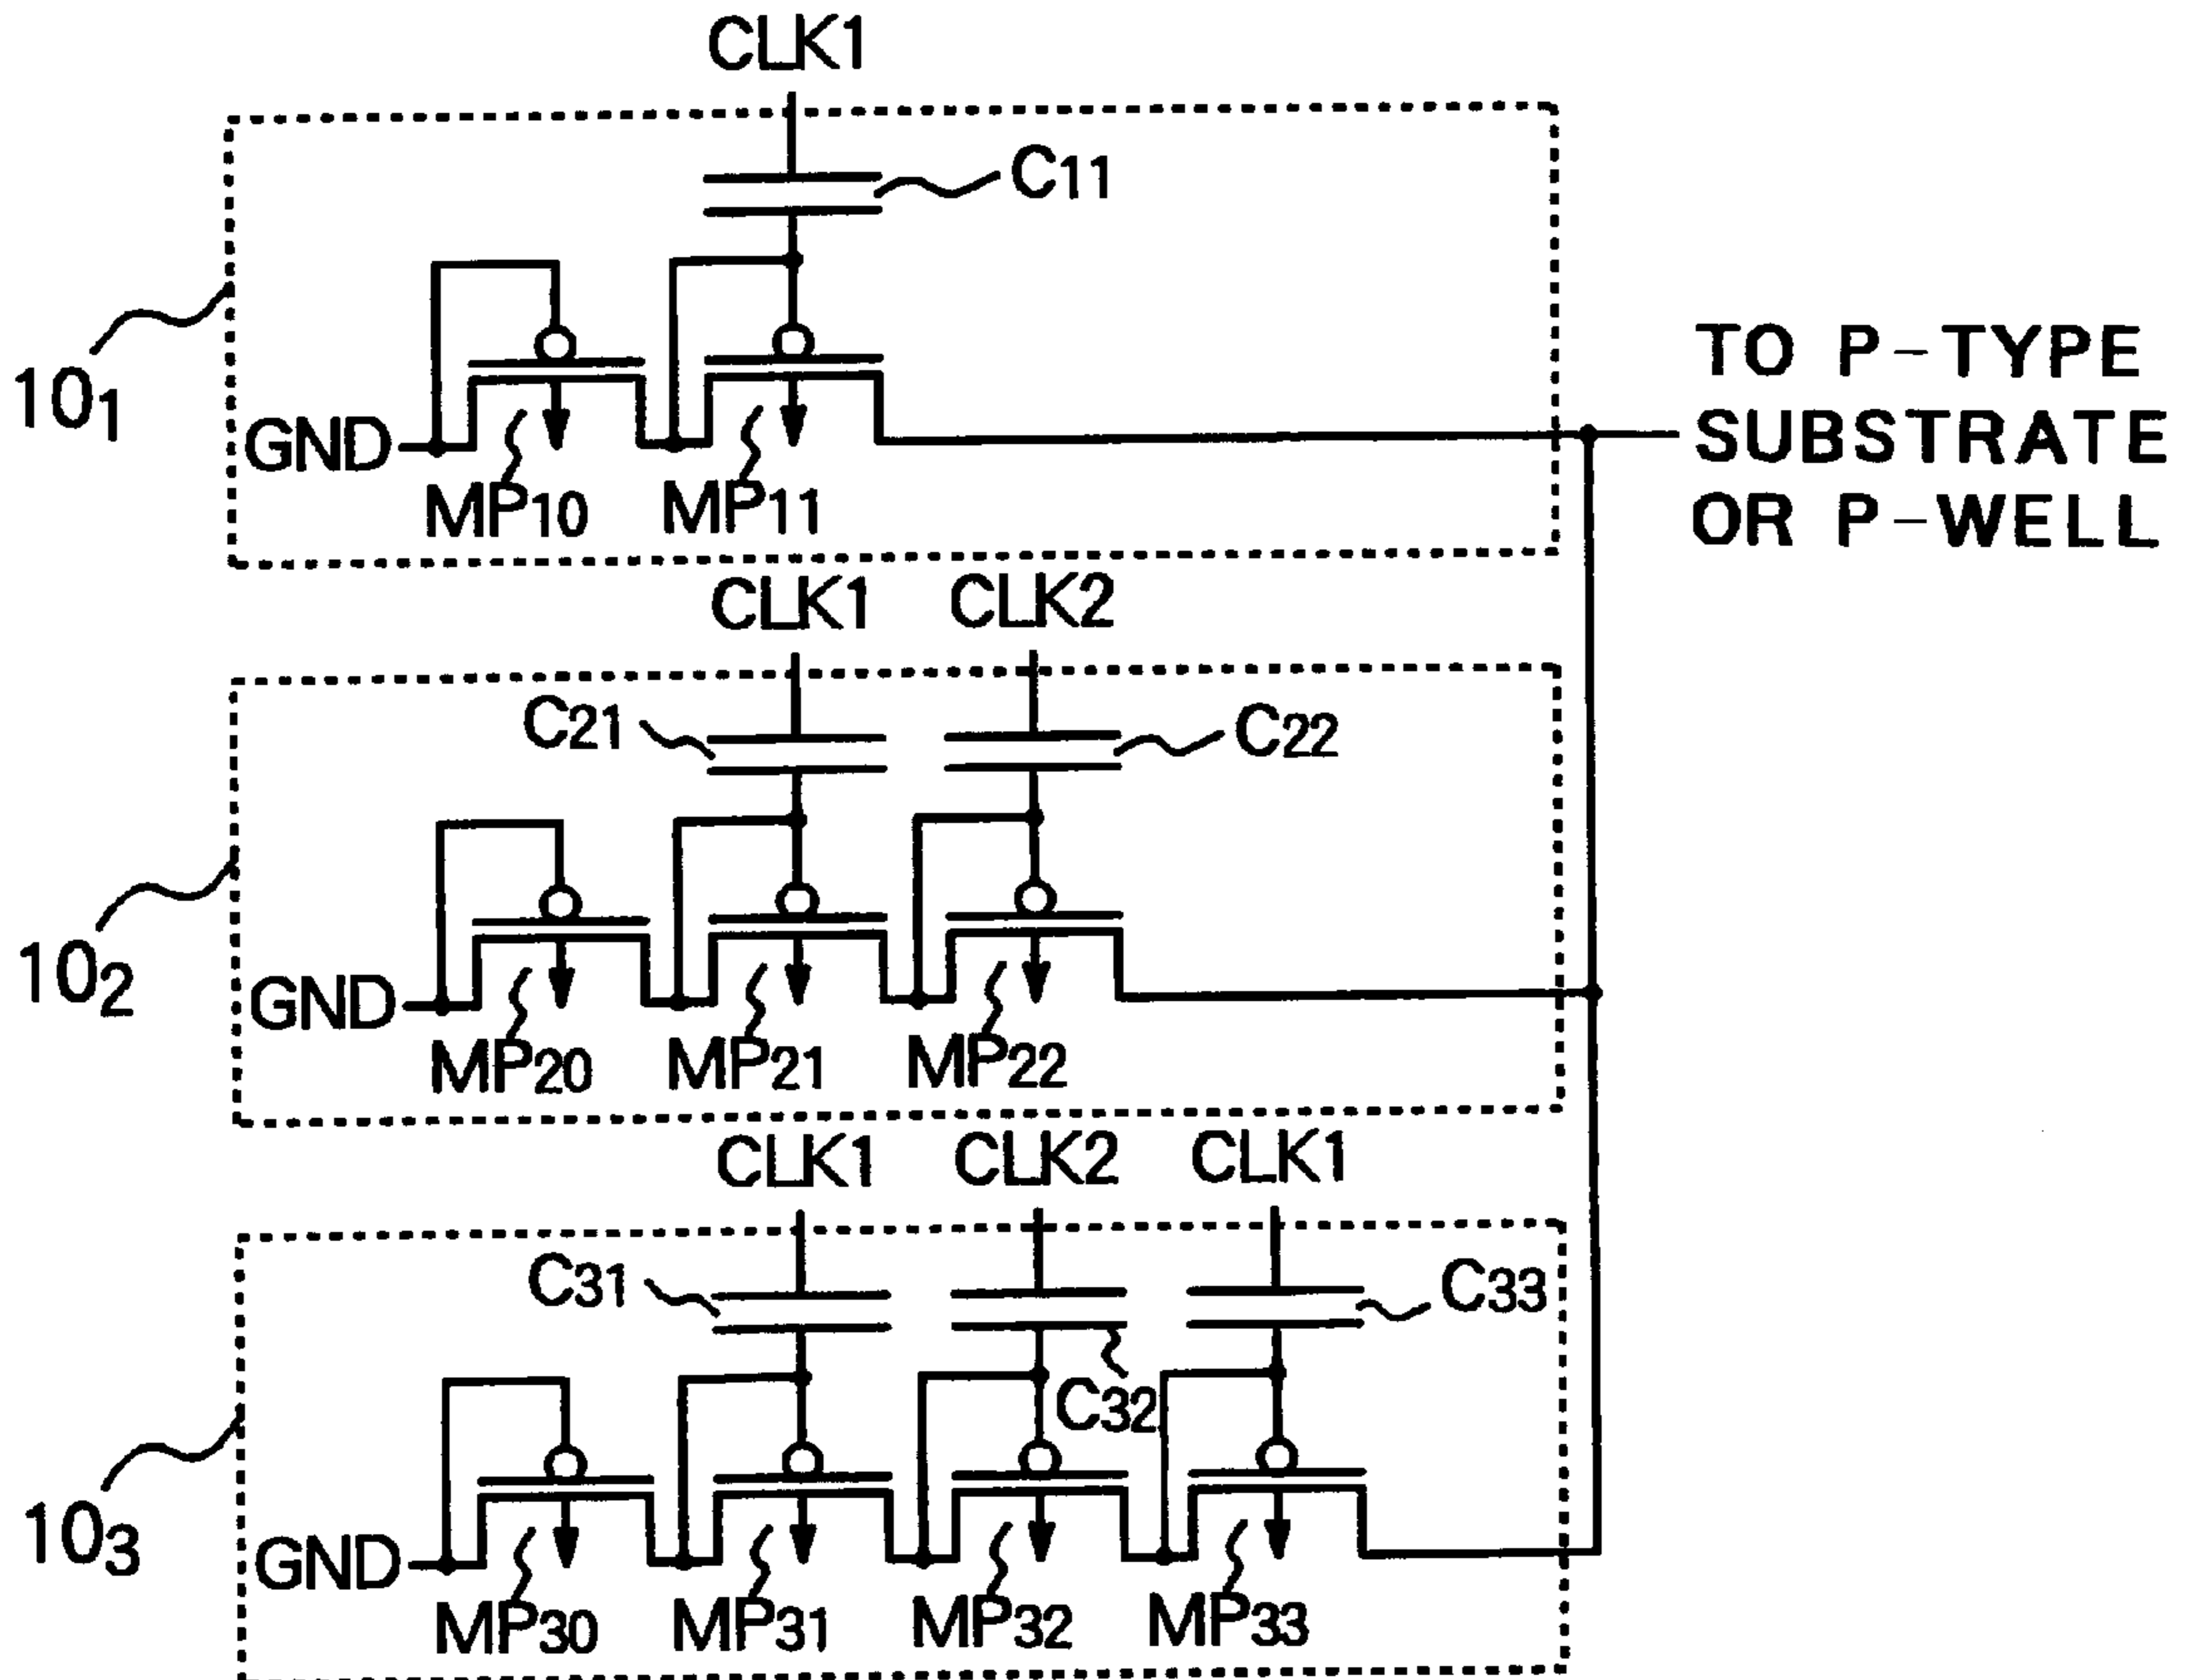 CLK1
C11
10₁
GND
MP10
MP11
TO P-TYPE
SUBSTRATE
OR P-WELL
CLK1
CLK2
C21
C22
10₂
GND
MP20
MP21
MP22
CLK1
CLK2
CLK1
C31
C33
C32
10₃
GND
MP30
MP31
MP32
MP33